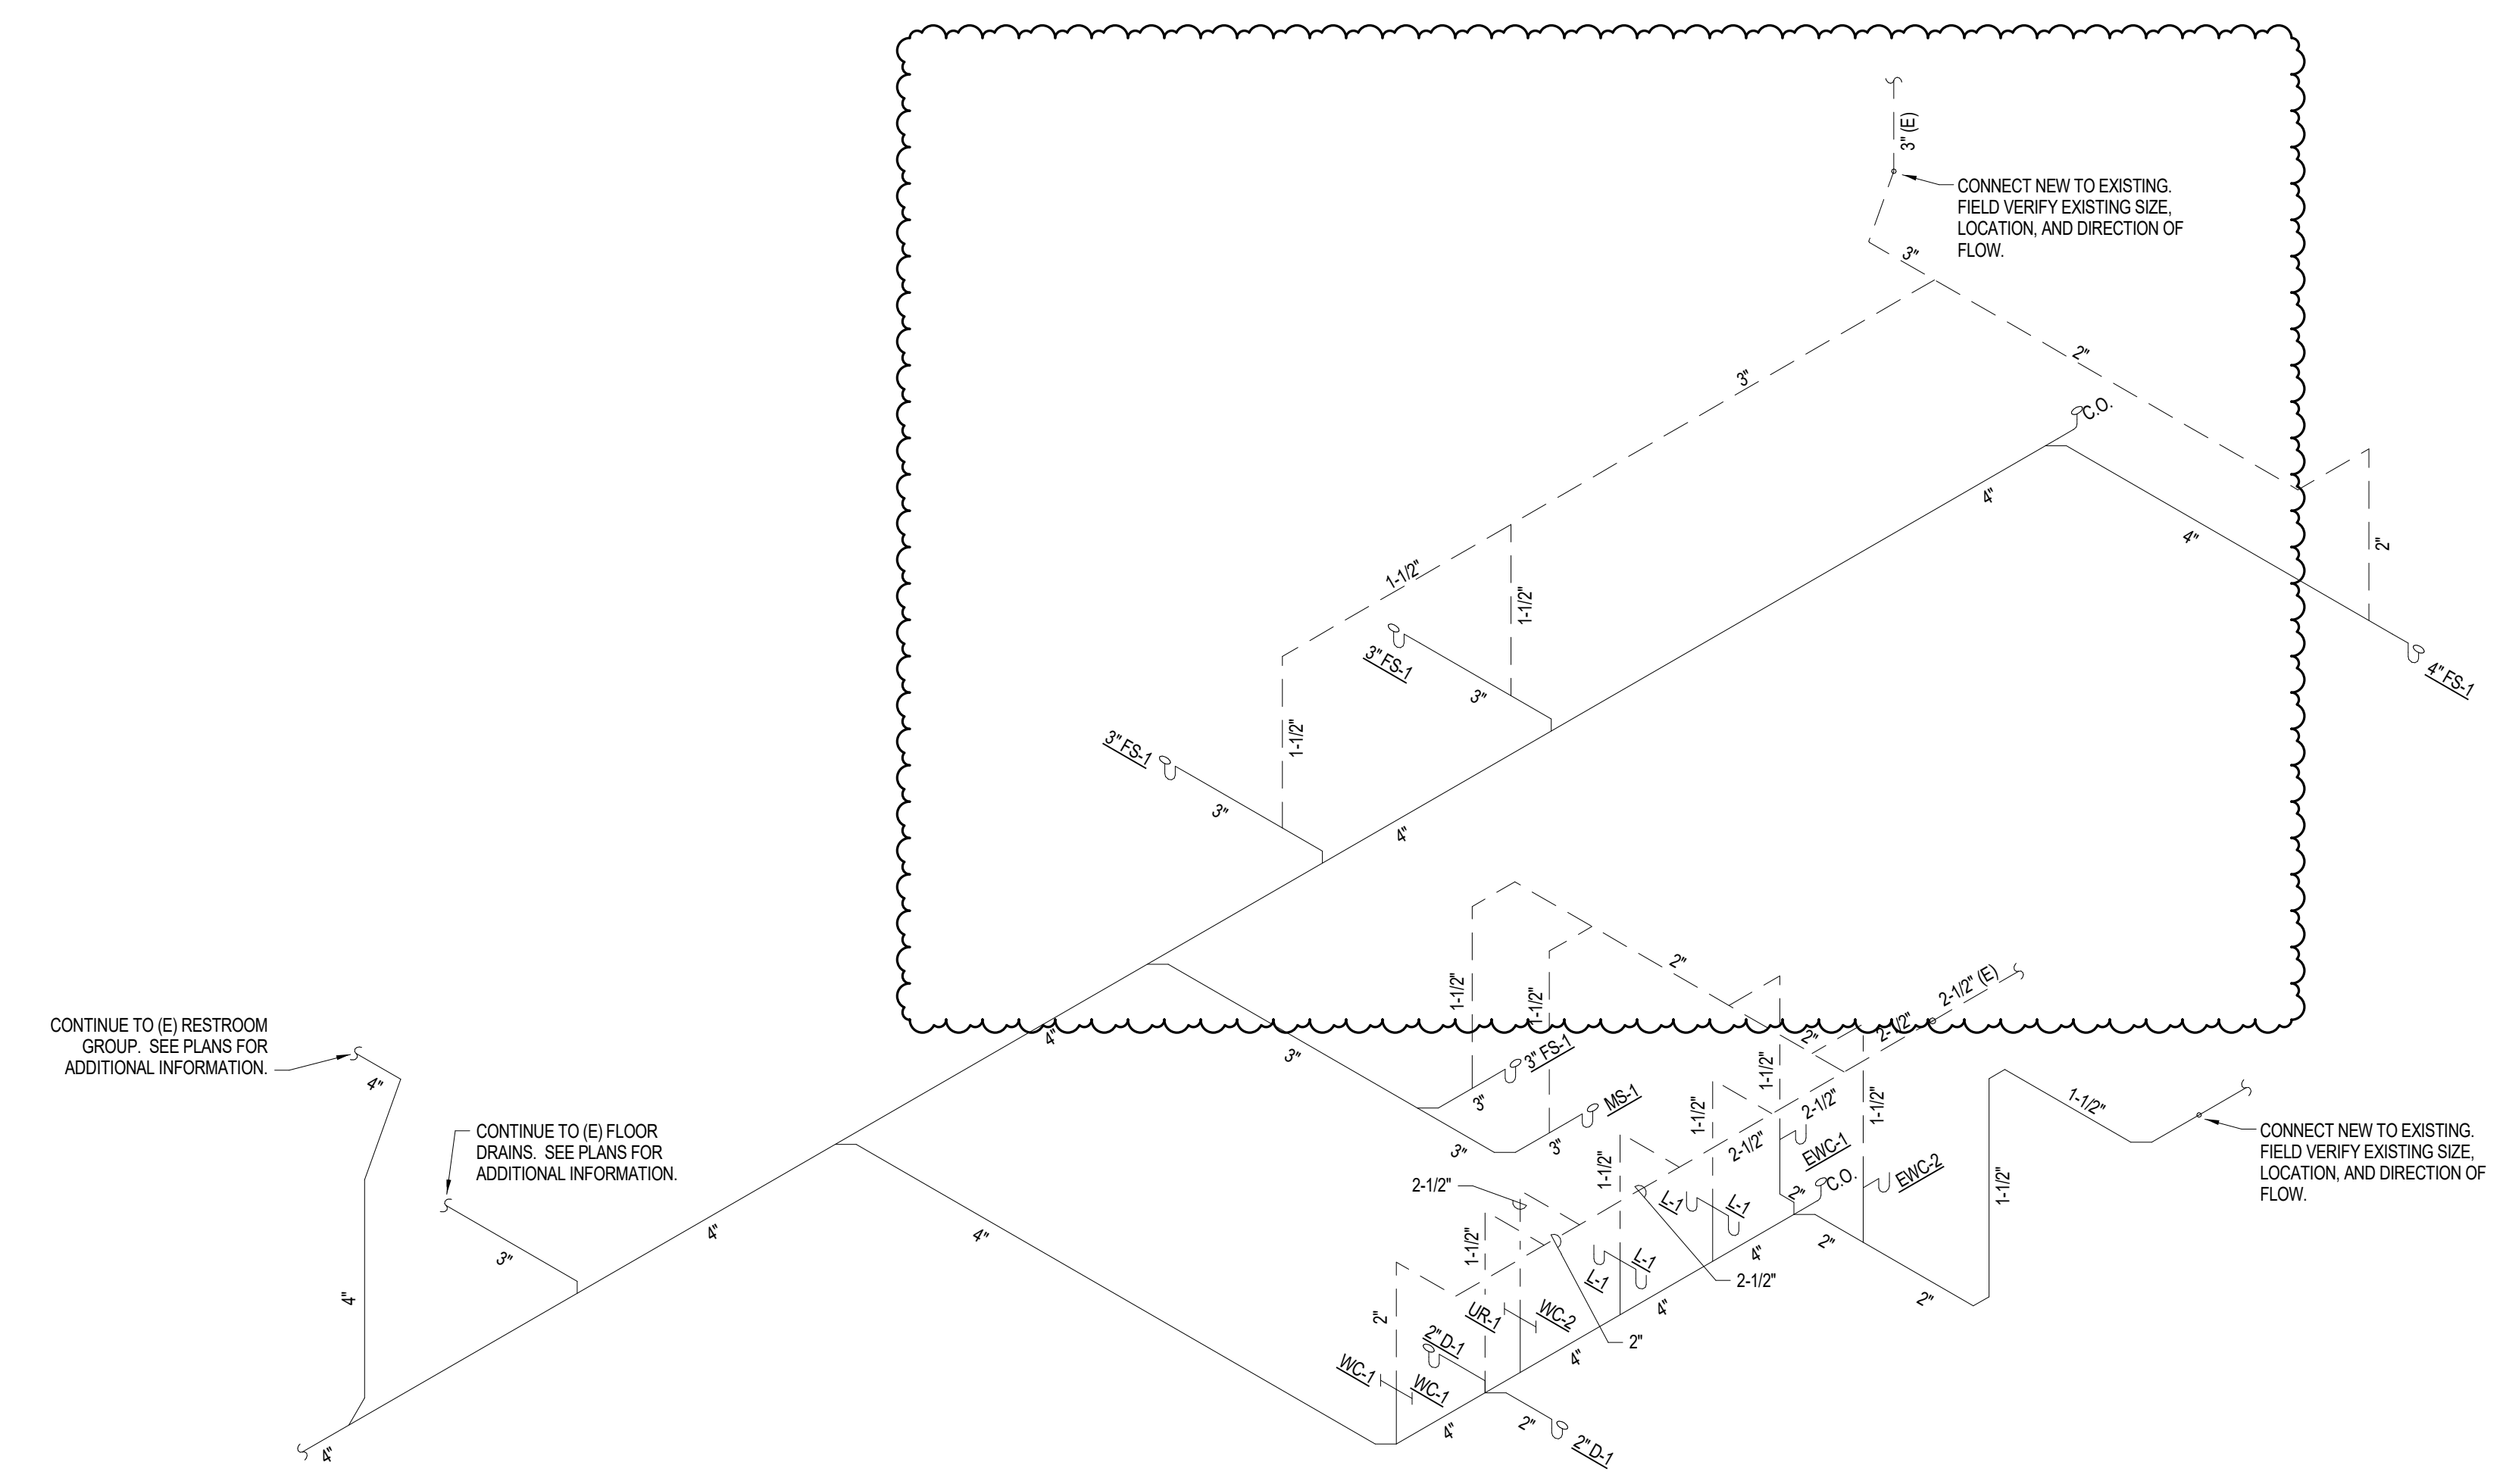 3" (E)
CONNECT NEW TO EXISTING.
FIELD VERIFY EXISTING SIZE,
LOCATION, AND DIRECTION OF
FLOW.
3"
2"
3"
C.O.
4"
4"
2"
1-1/2"
1-1/2"
3" FS-1
3"
4" FS-1
3" FS-1
1-1/2"
3"
4"
2"
2-1/2" (E)
1-1/2"
1-1/2"
CONTINUE TO (E) RESTROOM
GROUP. SEE PLANS FOR
ADDITIONAL INFORMATION.
4"
4"
3"
3" FS-1
2"
2-1/2"
1-1/2"
3"
MS-1
1-1/2"
2-1/2"
1-1/2"
1-1/2"
CONNECT NEW TO EXISTING.
FIELD VERIFY EXISTING SIZE,
LOCATION, AND DIRECTION OF
FLOW.
CONTINUE TO (E) FLOOR
DRAINS. SEE PLANS FOR
ADDITIONAL INFORMATION.
3"
3"
1-1/2"
2-1/2"
EWC-1
EWC-2
2-1/2"
2"
C.O.
1-1/2"
L-1
L-1
4"
3"
4"
4"
1-1/2"
4"
2"
L-1
L-1
2-1/2"
4"
2"
4"
2"
UR-1
WC-2
2"
2" D-1
4"
WC-1
WC-1
4"
2"
2" D-1
4"